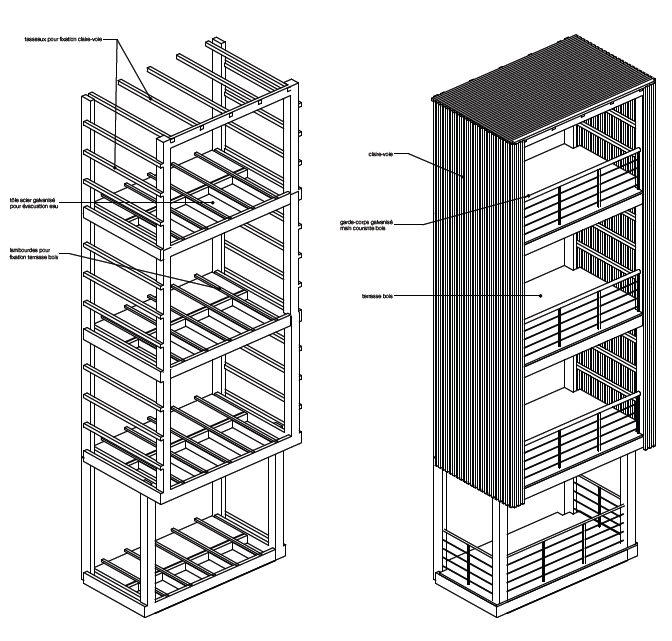 tasseaux pour fixation claire-voie
tôle acier galvanisé
pour évacuation eau
lambourdes pour
fixation terrasse bois
claire-voie
garde-corps galvanisé
main courante bois
terrasse bois